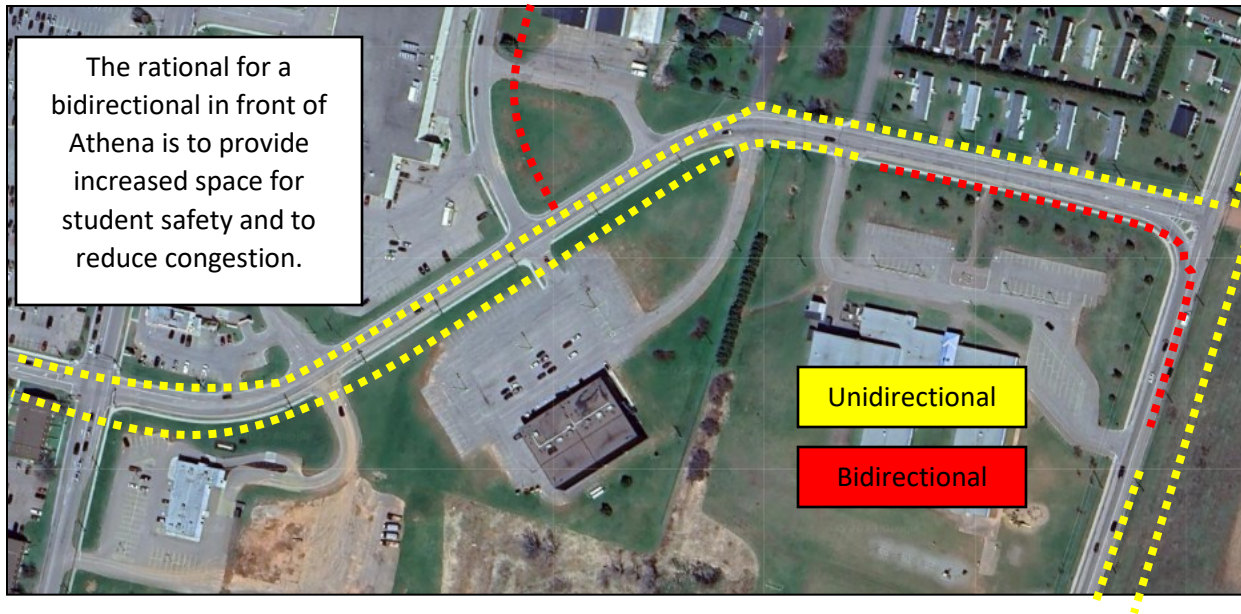 The rational for a
bidirectional in front of
Athena is to provide
increased space for
student safety and to
reduce congestion.
Unidirectional
Bidirectional